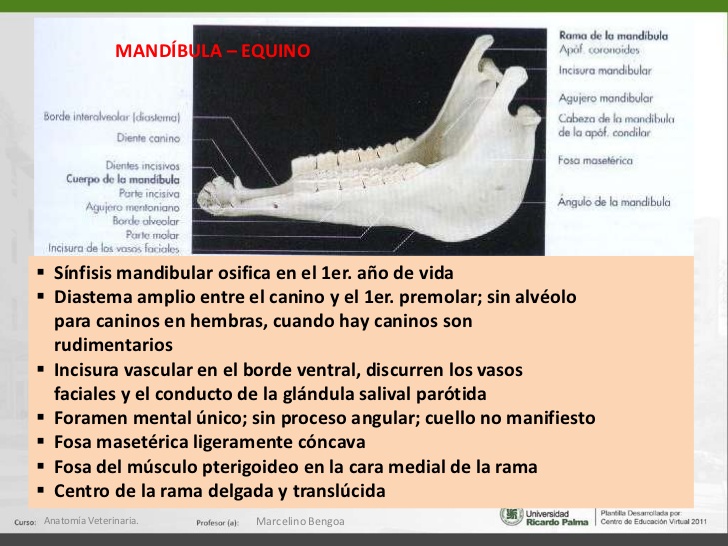 MANDÍBULA – EQUINO
Rama de la mandíbula
Apóf. coronoides
Incisura mandibular
Agujero mandibular
Cabeza de la mandíbula
de la apóf. condilar
Fosa masetérica
Ángulo de la mandíbula
Borde interalveolar (diastema)
Diente canino
Dientes incisivos
Cuerpo de la mandíbula
Parte incisiva
Agujero mentoniano
Borde alveolar
Parte molar
Incisura de los vasos faciales
▪ Sínfisis mandibular osifica en el 1er. año de vida
▪ Diastema amplio entre el canino y el 1er. premolar; sin alvéolo
para caninos en hembras, cuando hay caninos son
rudimentarios
▪ Incisura vascular en el borde ventral, discurren los vasos
faciales y el conducto de la glándula salival parótida
▪ Foramen mental único; sin proceso angular; cuello no manifiesto
▪ Fosa masetérica ligeramente cóncava
▪ Fosa del músculo pterigoideo en la cara medial de la rama
▪ Centro de la rama delgada y translúcida
Curso: Anatomía Veterinaria. Profesor (a): Marcelino Bengoa
Universidad
Ricardo Palma
Plantilla Desarrollada por:
Centro de Educación Virtual 2011